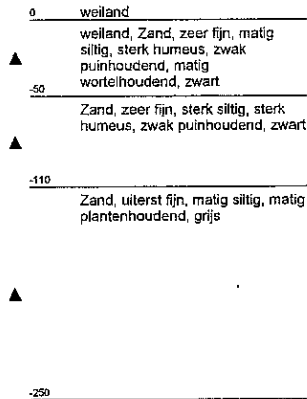 0 weiland
weiland, Zand, zeer fijn, matig
siltig, sterk humeus, zwak
puinhoudend, matig
wortelhoudend, zwart
-50
Zand, zeer fijn, sterk siltig, sterk
humeus, zwak puinhoudend, zwart
-110
Zand, uiterst fijn, matig siltig, matig
plantenhoudend, grijs
-250